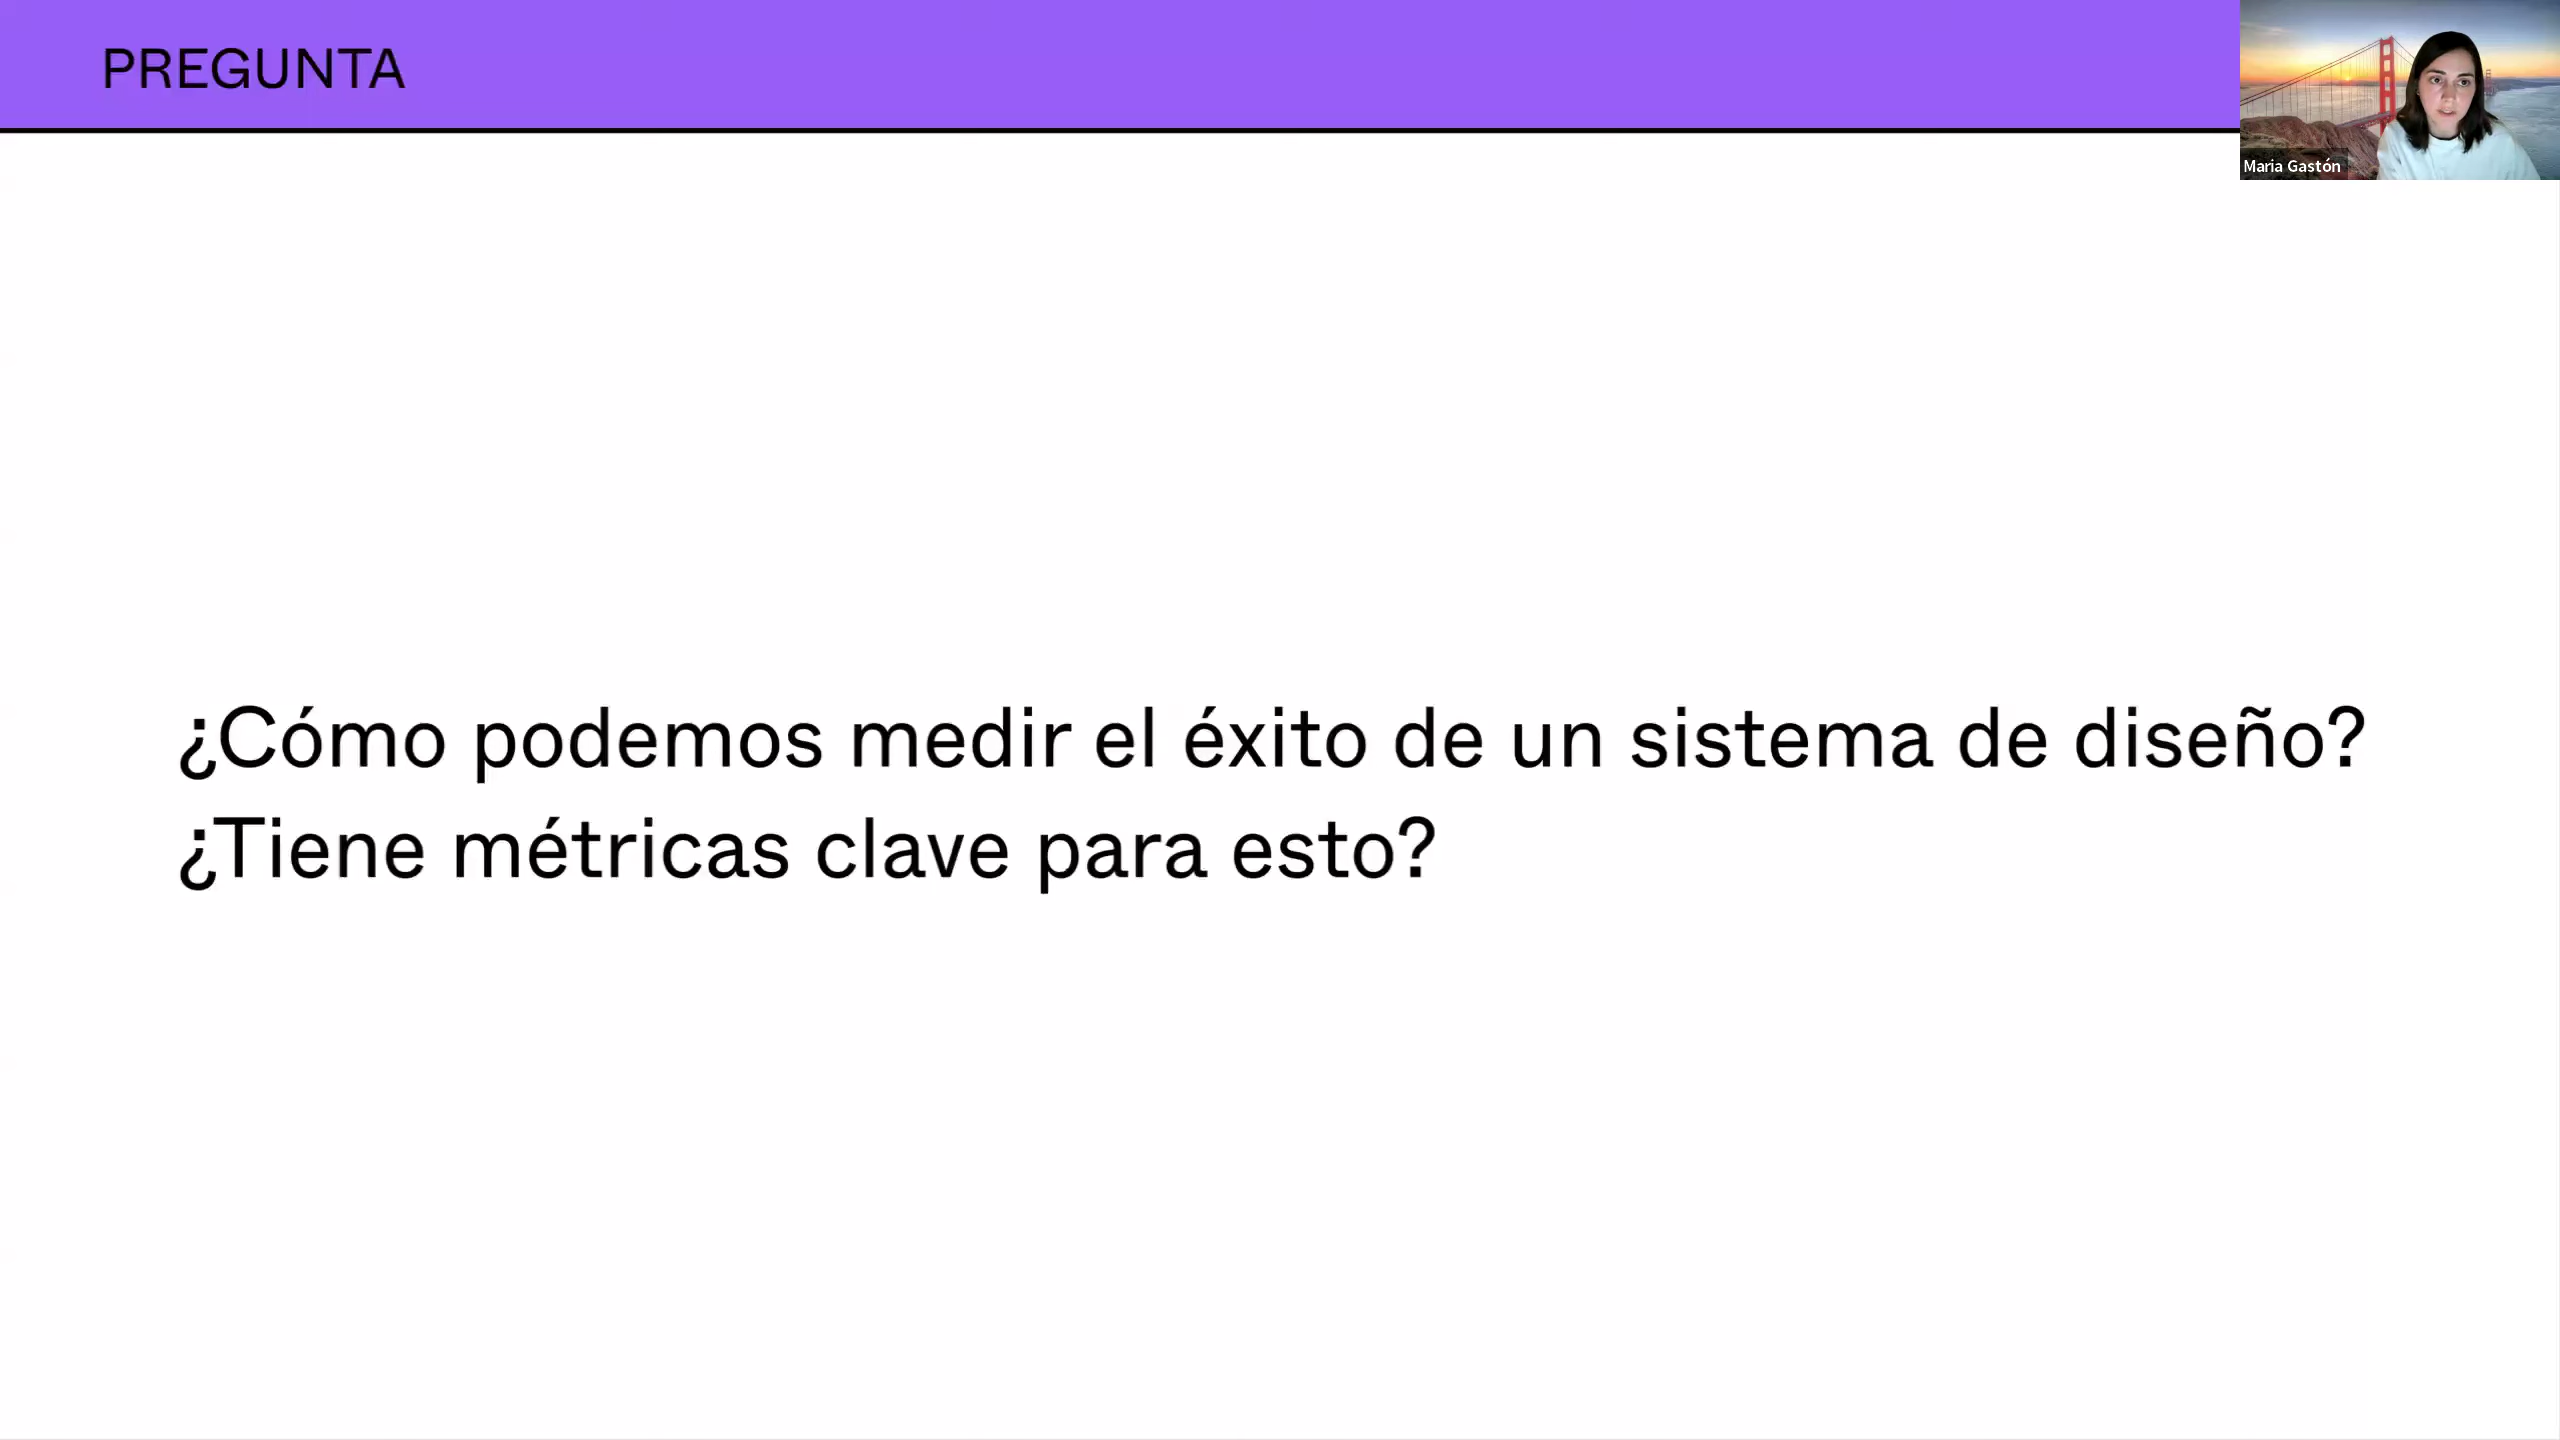 PREGUNTA
Maria Gastón
¿Cómo podemos medir el éxito de un sistema de diseño?
¿Tiene métricas clave para esto?